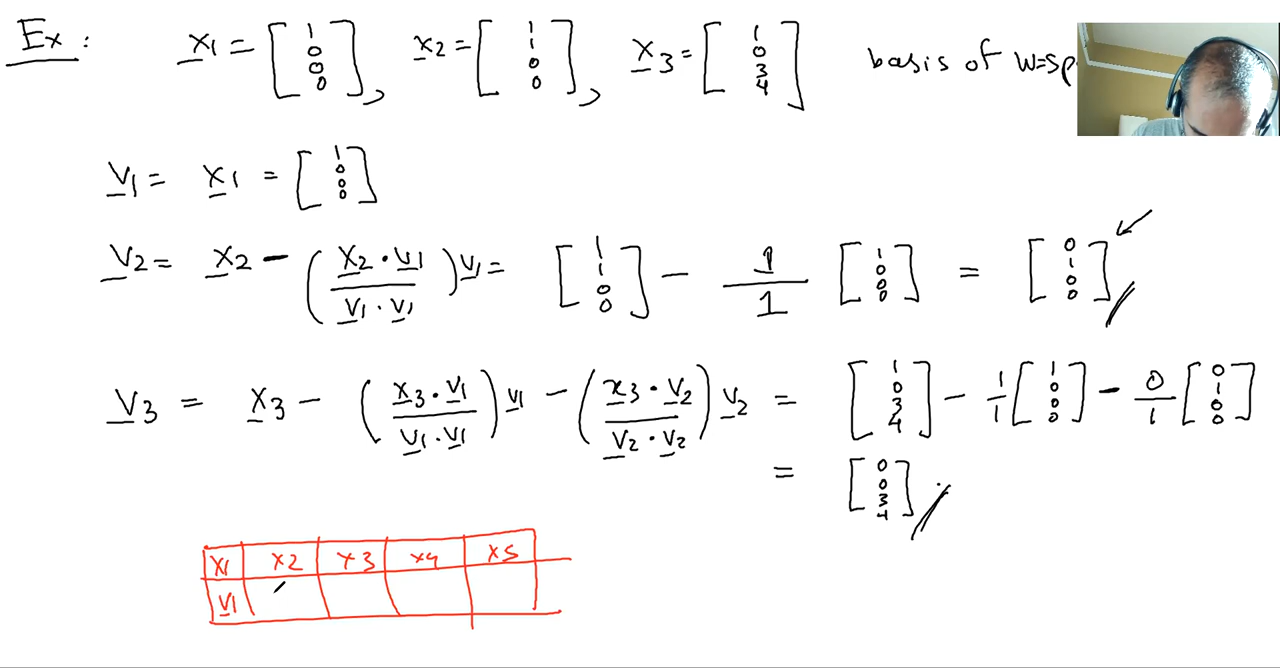 Ex: x1 = [1 0 0 0], x2 = [1 1 0 0], x3 = [1 0 3 4] basis of W=sp
v1 = x1 = [1 0 0 0]
v2 = x2 - (x2·v1 / v1·v1) v1 = [1 1 0 0] - 1/1 [1 0 0 0] = [0 1 0 0]
v3 = x3 - (x3·v1 / v1·v1) v1 - (x3·v2 / v2·v2) v2 = [1 0 3 4] - 1/1 [1 0 0 0] - 0/1 [0 1 0 0]
= [0 0 3 4]
x1 x2 x3 x4 x5
v1